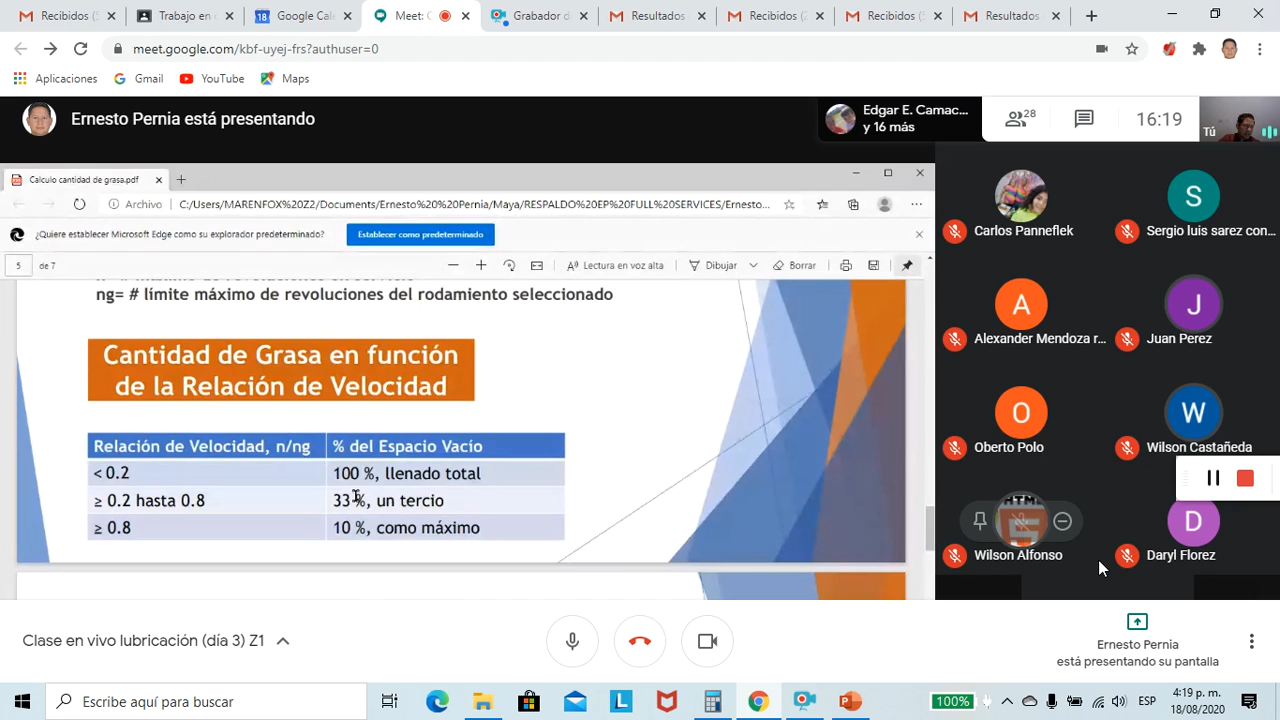 Recibidos (5
Trabajo en c
Google Cale
Meet: C
Grabador de
Resultados
Recibidos (2
Recibidos (5
Resultados
meet.google.com/kbf-uyej-frs?authuser=0
Aplicaciones
Gmail
YouTube
Maps
Ernesto Pernia está presentando
Edgar E. Camac...
y 16 más
28
16:19
Tú
Calculo cantidad de grasa.pdf
Archivo
C:/Users/MARENFOX%20Z2/Documents/Ernesto%20%20Pernia/Maya/RESPALDO%20EP%20FULL%20SERVICES/Ernesto...
¿Quiere establecer Microsoft Edge como su explorador predeterminado?
Establecer como predeterminado
5 de 7
Lectura en voz alta
Dibujar
Borrar
ng= # límite máximo de revoluciones del rodamiento seleccionado
Cantidad de Grasa en función
de la Relación de Velocidad
Relación de Velocidad, n/ng
% del Espacio Vacío
< 0.2
100 %, llenado total
≥ 0.2 hasta 0.8
33 %, un tercio
≥ 0.8
10 %, como máximo
Carlos Panneflek
S
Sergio luis sarez con...
A
Alexander Mendoza r...
J
Juan Perez
O
Oberto Polo
W
Wilson Castañeda
HTML
Wilson Alfonso
D
Daryl Florez
Clase en vivo lubricación (día 3) Z1
Ernesto Pernia
está presentando su pantalla
Escribe aquí para buscar
100%
ESP
4:19 p. m.
18/08/2020